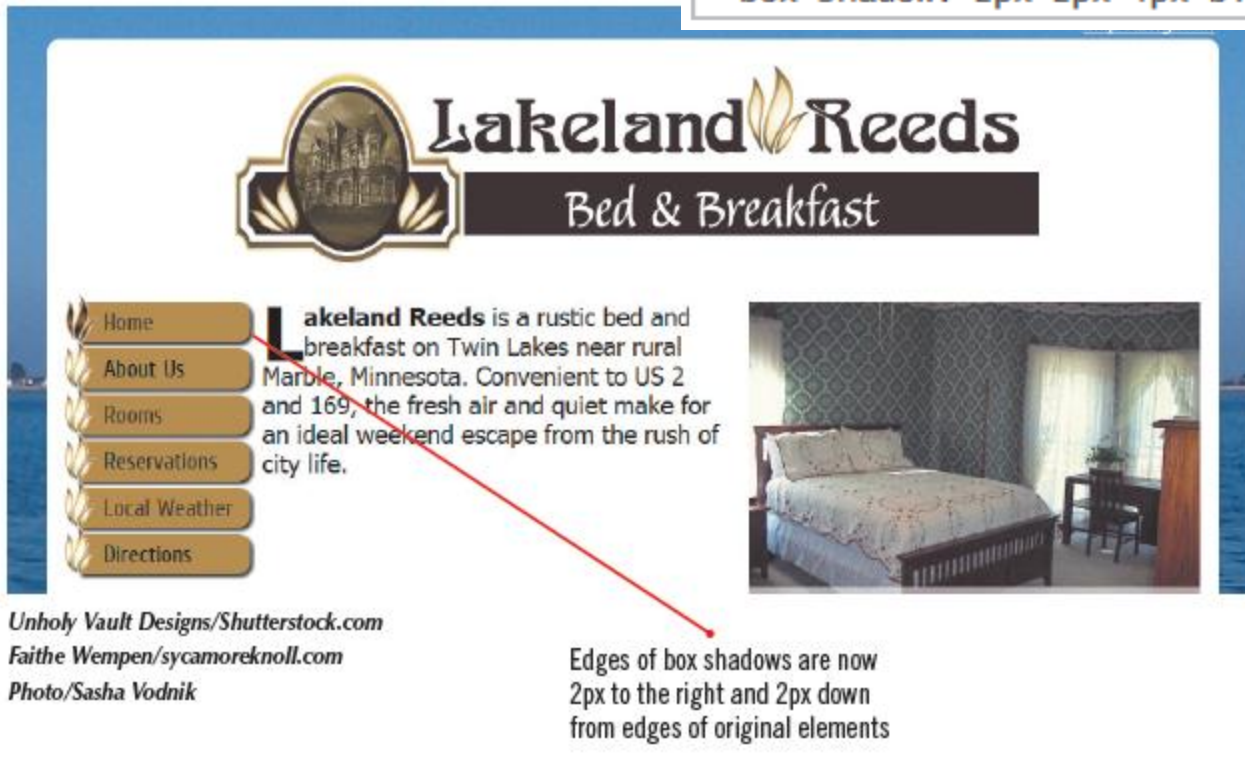 Lakeland Reeds
Bed & Breakfast
Home
About Us
Rooms
Reservations
Local Weather
Directions
Lakeland Reeds is a rustic bed and
breakfast on Twin Lakes near rural
Marble, Minnesota. Convenient to US 2
and 169, the fresh air and quiet make for
an ideal weekend escape from the rush of
city life.
Unholy Vault Designs/Shutterstock.com
Faithe Wempen/sycamoreknoll.com
Photo/Sasha Vodnik
Edges of box shadows are now
2px to the right and 2px down
from edges of original elements